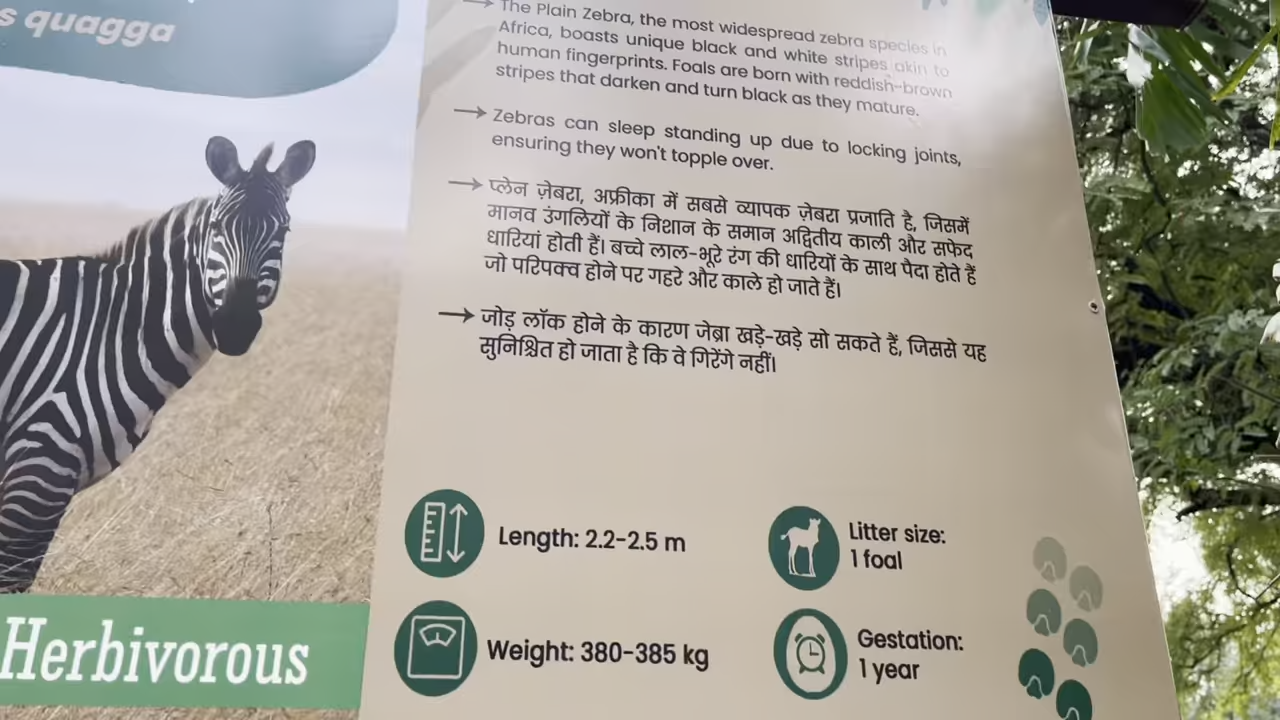 s quagga
The Plain Zebra, the most widespread zebra species in
Africa, boasts unique black and white stripes akin to
human fingerprints. Foals are born with reddish-brown
stripes that darken and turn black as they mature.
Zebras can sleep standing up due to locking joints,
ensuring they won't topple over.
प्लेन ज़ेबरा, अफ्रीका में सबसे व्यापक ज़ेबरा प्रजाति है, जिसमें
मानव उंगलियों के निशान के समान अद्वितीय काली और सफेद
धारियां होती हैं। बच्चे लाल-भूरे रंग की धारियों के साथ पैदा होते हैं
जो परिपक्व होने पर गहरे और काले हो जाते हैं।
जोड़ लॉक होने के कारण जेब्रा खड़े-खड़े सो सकते हैं, जिससे यह
सुनिश्चित हो जाता है कि वे गिरेंगे नहीं।
Length: 2.2-2.5 m
Litter size:
1 foal
Weight: 380-385 kg
Gestation:
1 year
Herbivorous